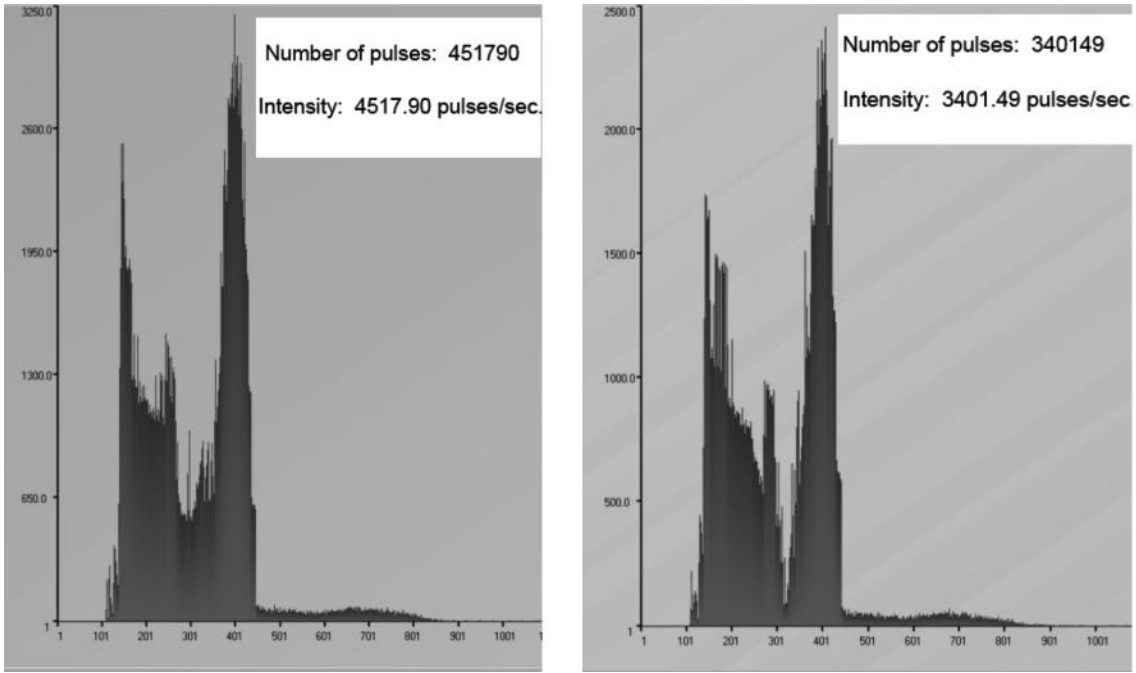 3250.0
Number of pulses: 451790
Intensity: 4517.90 pulses/sec.
2600.0
1950.0
1300.0
650.0
1
1 101 201 301 401 501 601 701 801 901 1001
2500.0
Number of pulses: 340149
Intensity: 3401.49 pulses/sec.
2000.0
1500.0
1000.0
500.0
1
1 101 201 301 401 501 601 701 801 901 1001